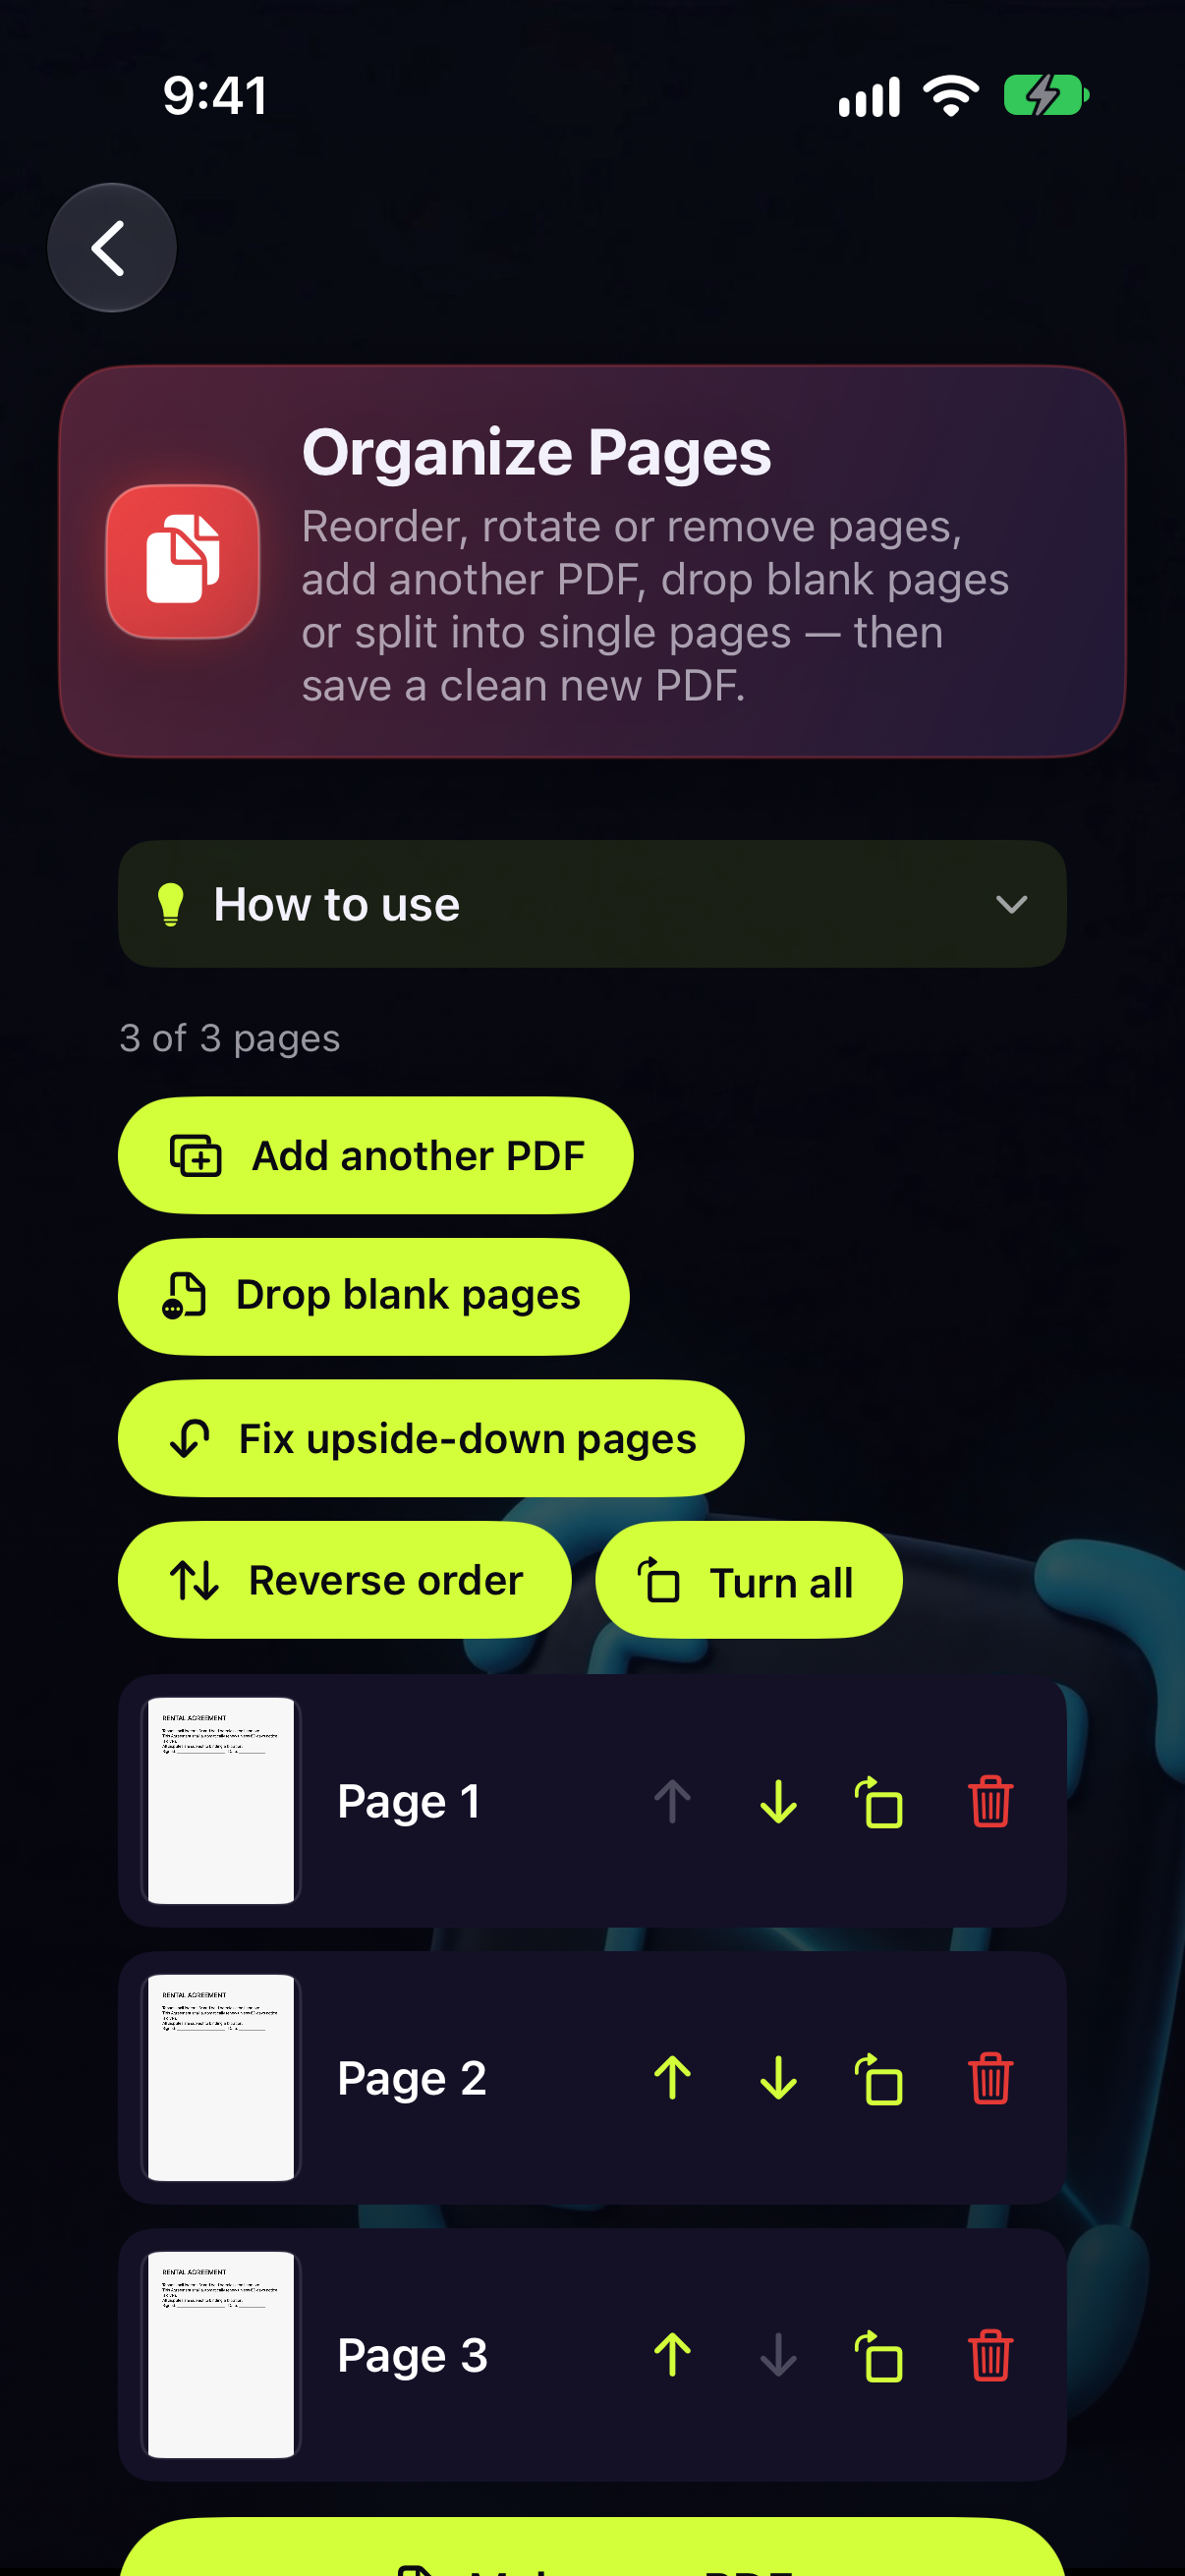 9:41
Organize Pages
Reorder, rotate or remove pages,
add another PDF, drop blank pages
or split into single pages — then
save a clean new PDF.
How to use
3 of 3 pages
Add another PDF
Drop blank pages
Fix upside-down pages
Reverse order
Turn all
RENTAL AGREEMENT
Page 1
RENTAL AGREEMENT
Page 2
RENTAL AGREEMENT
Page 3